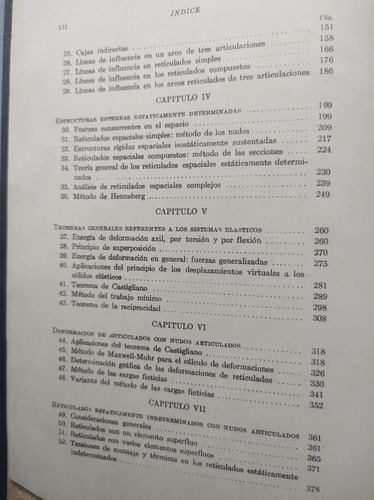 XII INDICE
Pág.
25. Cajas indirectas 151
26. Líneas de influencia en un arco de tres articulaciones 158
27. Líneas de influencia en reticulados simples 166
28. Líneas de influencia en los reticulados compuestos 176
29. Líneas de influencia en los arcos reticulados de tres articulaciones 186
CAPITULO IV
ESTRUCTURAS ESTEREAS ESTATICAMENTE DETERMINADAS 199
30. Fuerzas concurrentes en el espacio 199
31. Reticulados espaciales simples: método de los nudos 209
32. Estructuras rígidas espaciales isostáticamente sustentadas 217
33. Reticulados espaciales compuestos: método de las secciones 224
34. Teoría general de los reticulados espaciales estáticamente determi-
nados 230
35. Análisis de reticulados espaciales complejos 239
36. Método de Henneberg 249
CAPITULO V
TEOREMAS GENERALES REFERENTES A LOS SISTEMAS ELASTICOS 260
37. Energía de deformación axil, por torsión y por flexión 260
38. Principio de superposición 270
39. Energía de deformación en general: fuerzas generalizadas 275
40. Aplicaciones del principio de los desplazamientos virtuales a los
sólidos elásticos 281
41. Teorema de Castigliano 289
42. Método del trabajo mínimo 298
43. Teorema de la reciprocidad 308
CAPITULO VI
DEFORMACION DE ARTICULADOS CON NUDOS ARTICULADOS 318
44. Aplicaciones del teorema de Castigliano 318
45. Método de Maxwell-Mohr para el cálculo de deformaciones 326
46. Determinación gráfica de las deformaciones de reticulados 330
47. Método de las cargas ficticias 341
48. Variante del método de las cargas ficticias 352
CAPITULO VII
RETICULADOS ESTATICAMENTE INDETERMINADOS CON NUDOS ARTICULADOS 361
49. Consideraciones generales 361
50. Reticulados con un elemento superfluo 365
51. Reticulados con varios elementos superfluos 371
52. Tensiones de montaje y térmicas en los reticulados estáticamente
indeterminados 378